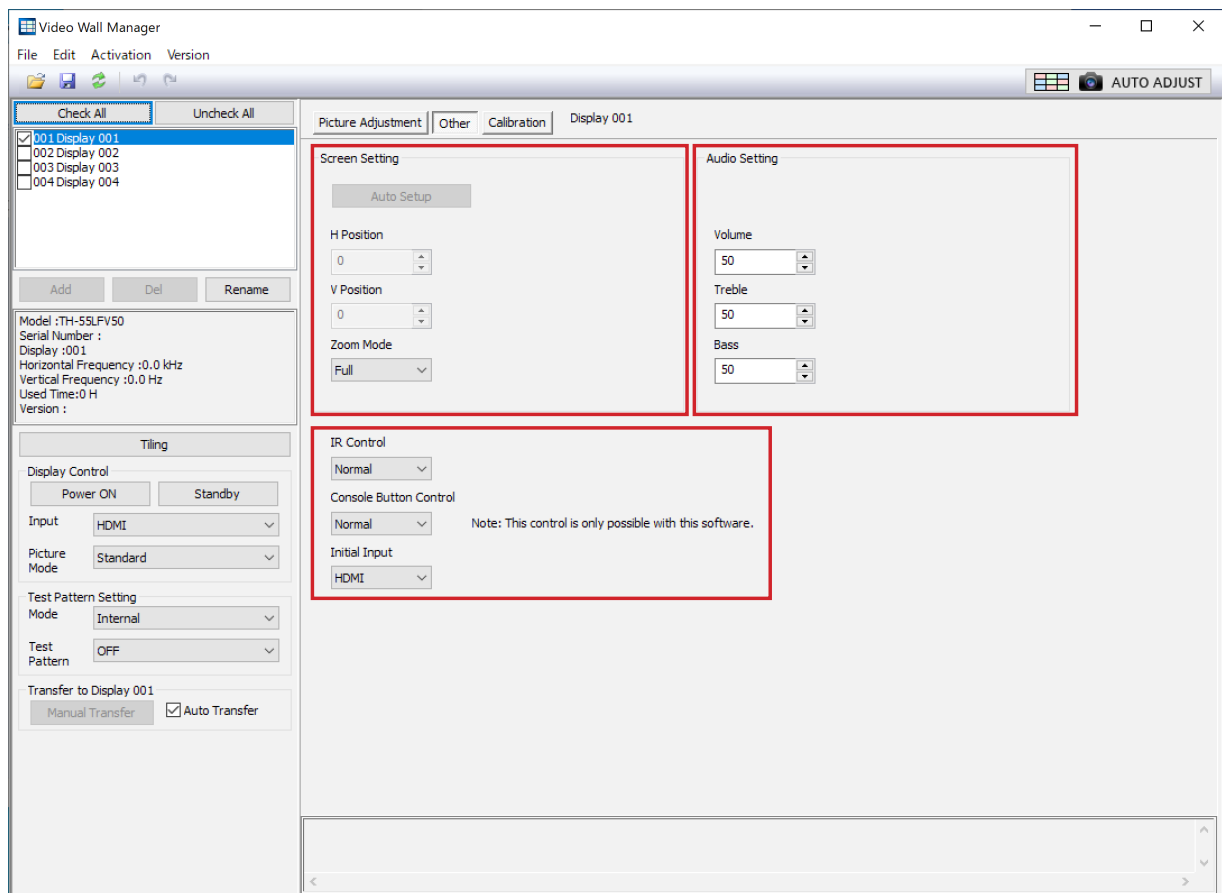 Video Wall Manager
File Edit Activation Version
AUTO ADJUST
Check All Uncheck All
001 Display 001
002 Display 002
003 Display 003
004 Display 004
Add Del Rename
Model :TH-55LFV50
Serial Number :
Display :001
Horizontal Frequency :0.0 kHz
Vertical Frequency :0.0 Hz
Used Time:0 H
Version :
Tiling
Display Control
Power ON Standby
Input HDMI
Picture Mode Standard
Test Pattern Setting
Mode Internal
Test Pattern OFF
Transfer to Display 001
Manual Transfer Auto Transfer
Picture Adjustment Other Calibration Display 001
Screen Setting
Auto Setup
H Position
0
V Position
0
Zoom Mode
Full
Audio Setting
Volume
50
Treble
50
Bass
50
IR Control
Normal
Console Button Control
Normal Note: This control is only possible with this software.
Initial Input
HDMI